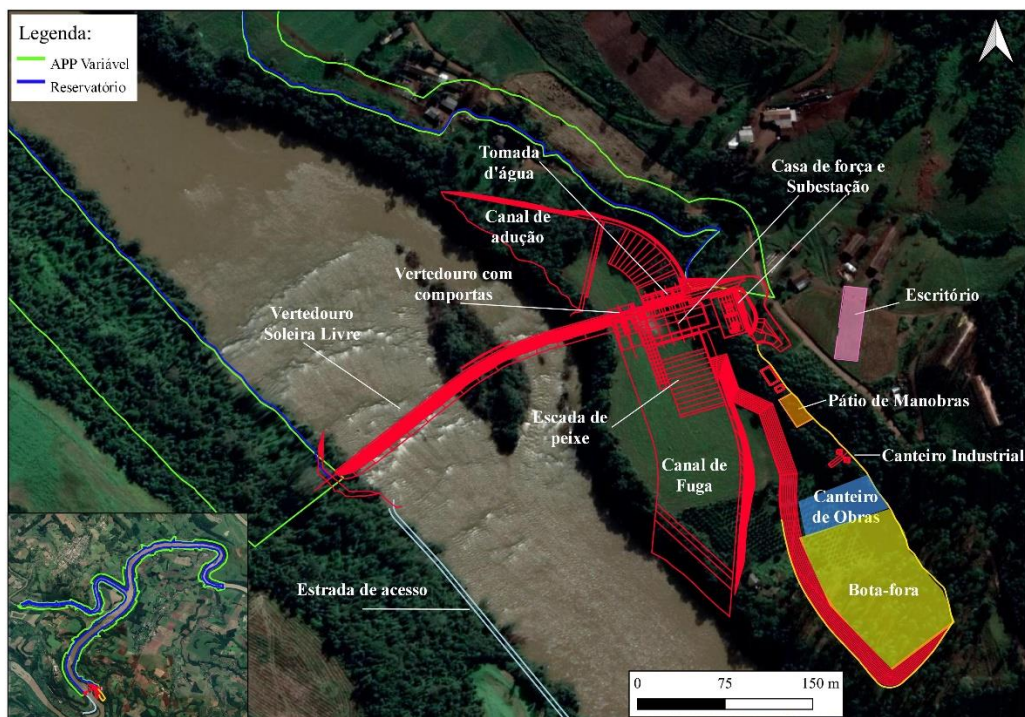 Legenda:
APP Variável
Reservatório
Tomada
d'água
Casa de força e
Subestação
Canal de
adução
Vertedouro com
comportas
Escritório
Vertedouro
Soleira Livre
Pátio de Manobras
Escada de
peixe
Canteiro Industrial
Canal de
Fuga
Canteiro
de Obras
Estrada de acesso
Bota-fora
0 75 150 m